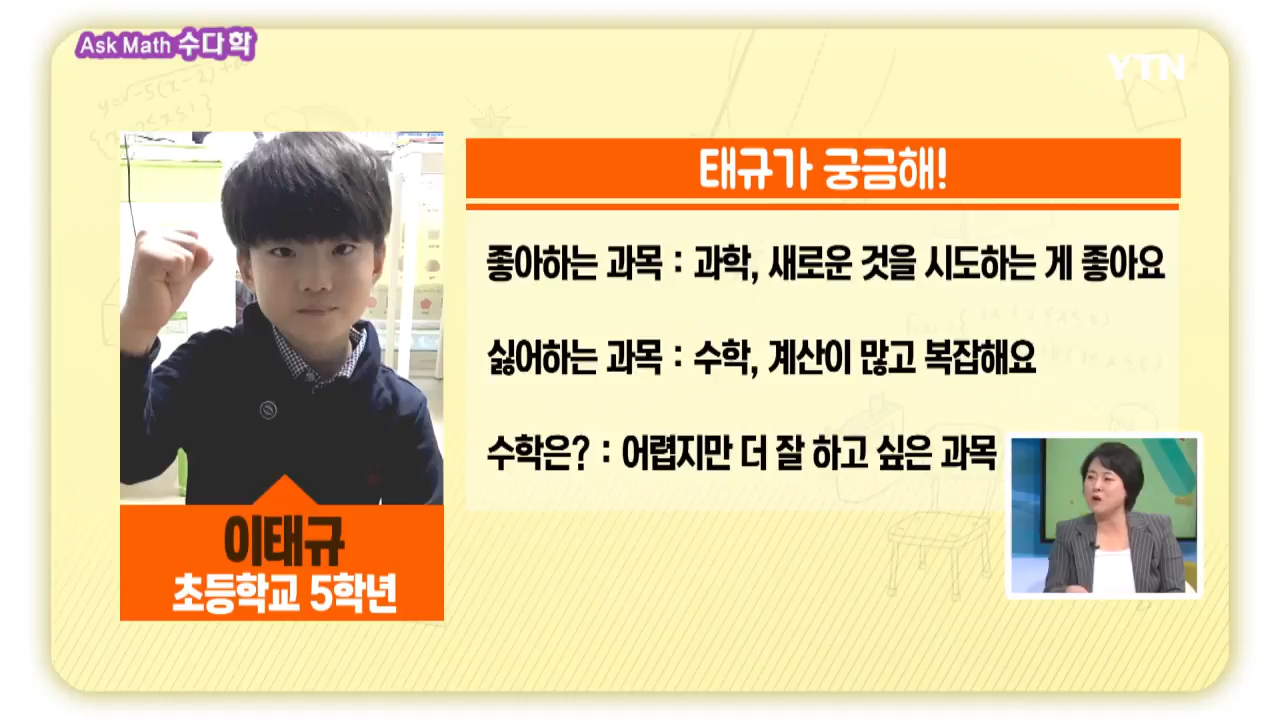 Ask Math 수다학
YTN
태규가 궁금해!
좋아하는 과목 : 과학, 새로운 것을 시도하는 게 좋아요
싫어하는 과목 : 수학, 계산이 많고 복잡해요
수학은? : 어렵지만 더 잘 하고 싶은 과목
이태규
초등학교 5학년